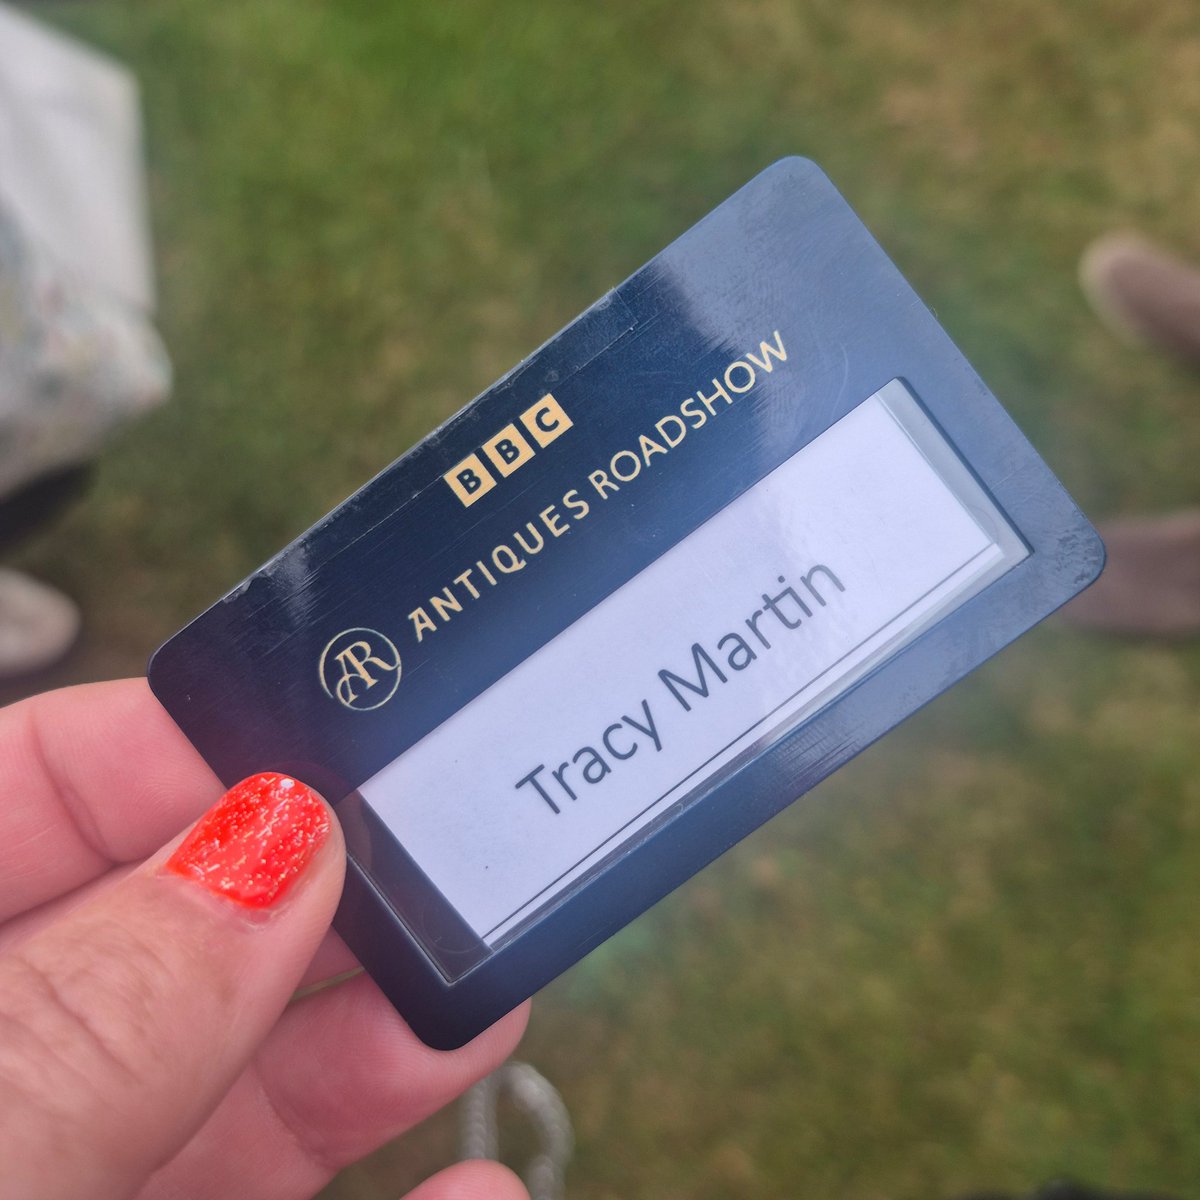 BBC
AR ANTIQUES ROADSHOW
Tracy Martin